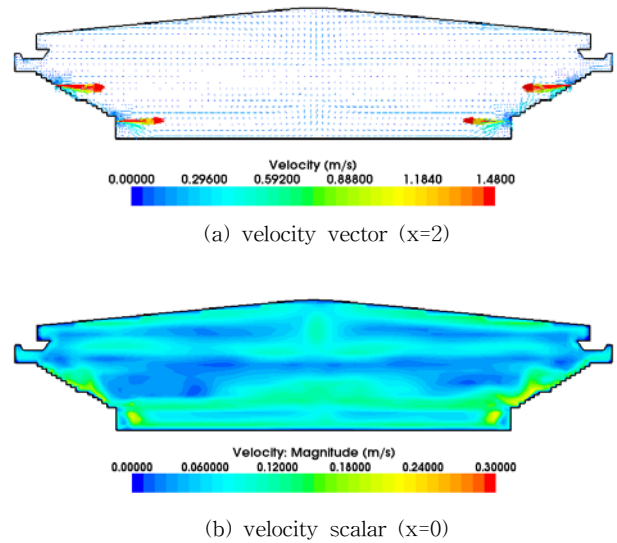 Velocity (m/s)
0.00000 0.29600 0.59200 0.88800 1.1840 1.4800
(a) velocity vector (x=2)
Velocity: Magnitude (m/s)
0.00000 0.060000 0.12000 0.18000 0.24000 0.30000
(b) velocity scalar (x=0)